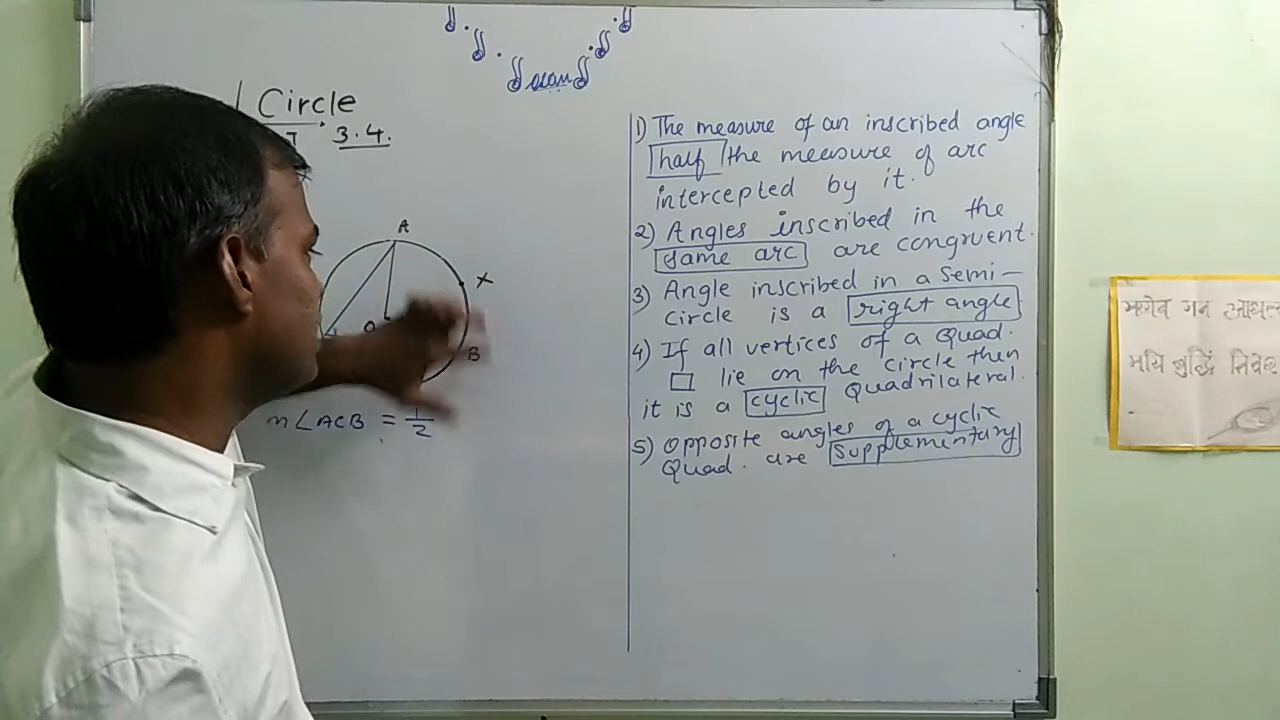 Circle
3.4.
A
X
O
B
m∠ACB = 1/2
1) The measure of an inscribed angle
half the measure of arc
intercepted by it.
2) Angles inscribed in the
same arc are congruent.
3) Angle inscribed in a Semi-
circle is a right angle
4) If all vertices of a Quad.
□ lie on the circle then
it is a cyclic Quadrilateral.
5) Opposite angles of a cyclic
Quad. are Supplementary